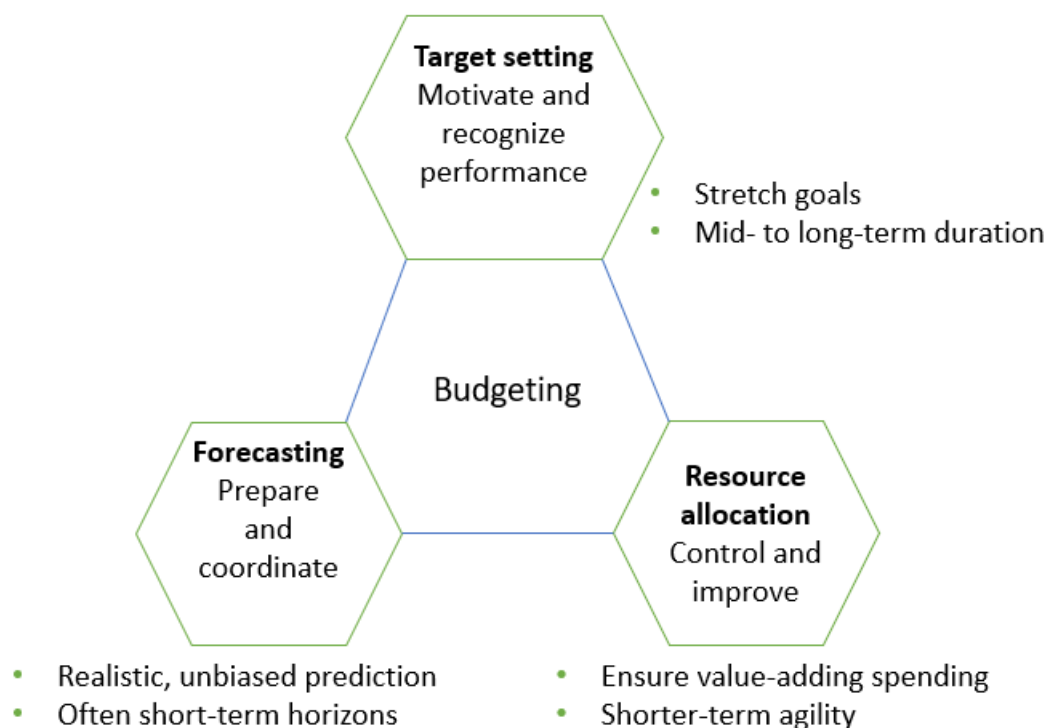 Target setting
Motivate and
recognize
performance
• Stretch goals
• Mid- to long-term duration
Budgeting
Forecasting
Prepare
and
coordinate
Resource
allocation
Control and
improve
• Realistic, unbiased prediction
• Often short-term horizons
• Ensure value-adding spending
• Shorter-term agility